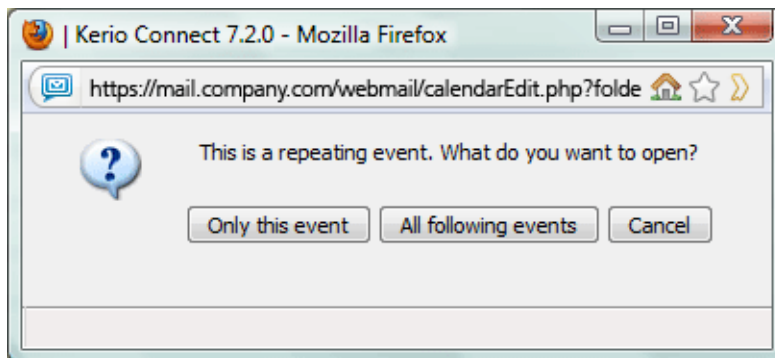 | Kerio Connect 7.2.0 - Mozilla Firefox
https://mail.company.com/webmail/calendarEdit.php?folde
This is a repeating event. What do you want to open?
Only this event All following events Cancel